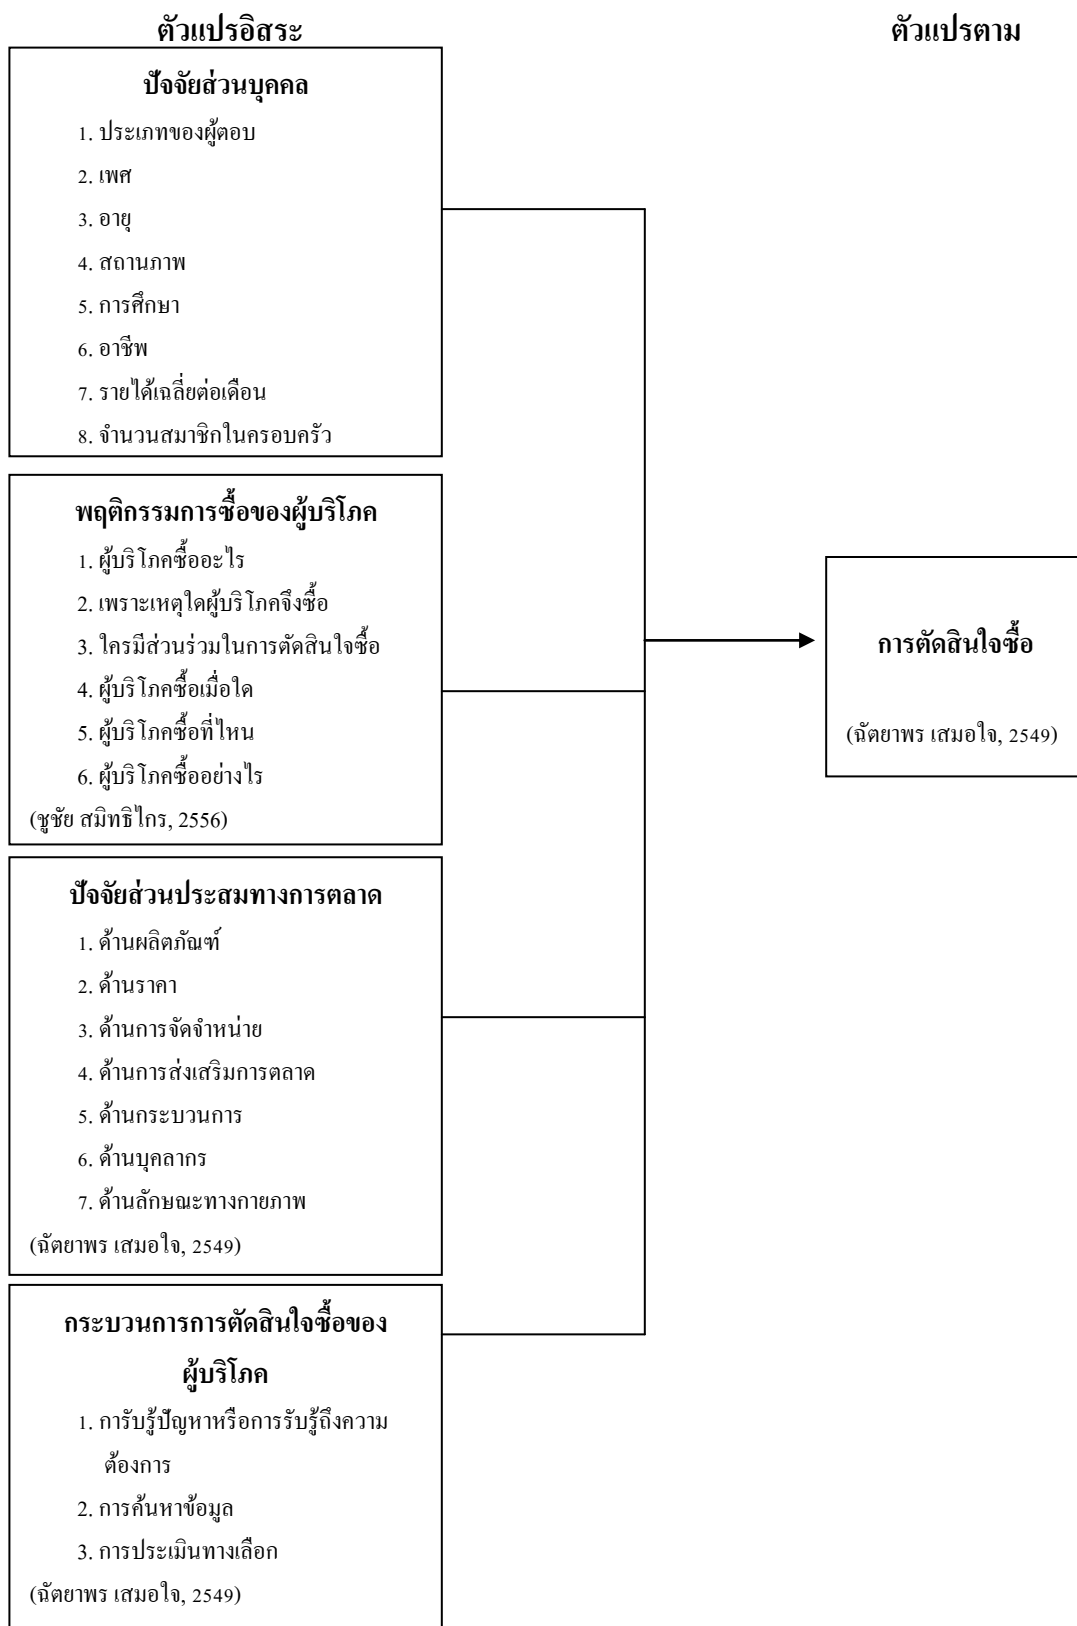 ตัวแปรอิสระ
ตัวแปรตาม
ปัจจัยส่วนบุคคล
1. ประเภทของผู้ตอบ
2. เพศ
3. อายุ
4. สถานภาพ
5. การศึกษา
6. อาชีพ
7. รายได้เฉลี่ยต่อเดือน
8. จำนวนสมาชิกในครอบครัว
พฤติกรรมการซื้อของผู้บริโภค
1. ผู้บริโภคซื้ออะไร
2. เพราะเหตุใดผู้บริโภคจึงซื้อ
3. ใครมีส่วนร่วมในการตัดสินใจซื้อ
4. ผู้บริโภคซื้อเมื่อใด
5. ผู้บริโภคซื้อที่ไหน
6. ผู้บริโภคซื้ออย่างไร
(ชูชัย สมิทธิไกร, 2556)
ปัจจัยส่วนประสมทางการตลาด
1. ด้านผลิตภัณฑ์
2. ด้านราคา
3. ด้านการจัดจำหน่าย
4. ด้านการส่งเสริมการตลาด
5. ด้านกระบวนการ
6. ด้านบุคลากร
7. ด้านลักษณะทางกายภาพ
(ฉัตยาพร เสมอใจ, 2549)
กระบวนการการตัดสินใจซื้อของ
ผู้บริโภค
1. การับรู้ปัญหาหรือการรับรู้ถึงความ
ต้องการ
2. การค้นหาข้อมูล
3. การประเมินทางเลือก
(ฉัตยาพร เสมอใจ, 2549)
การตัดสินใจซื้อ
(ฉัตยาพร เสมอใจ, 2549)